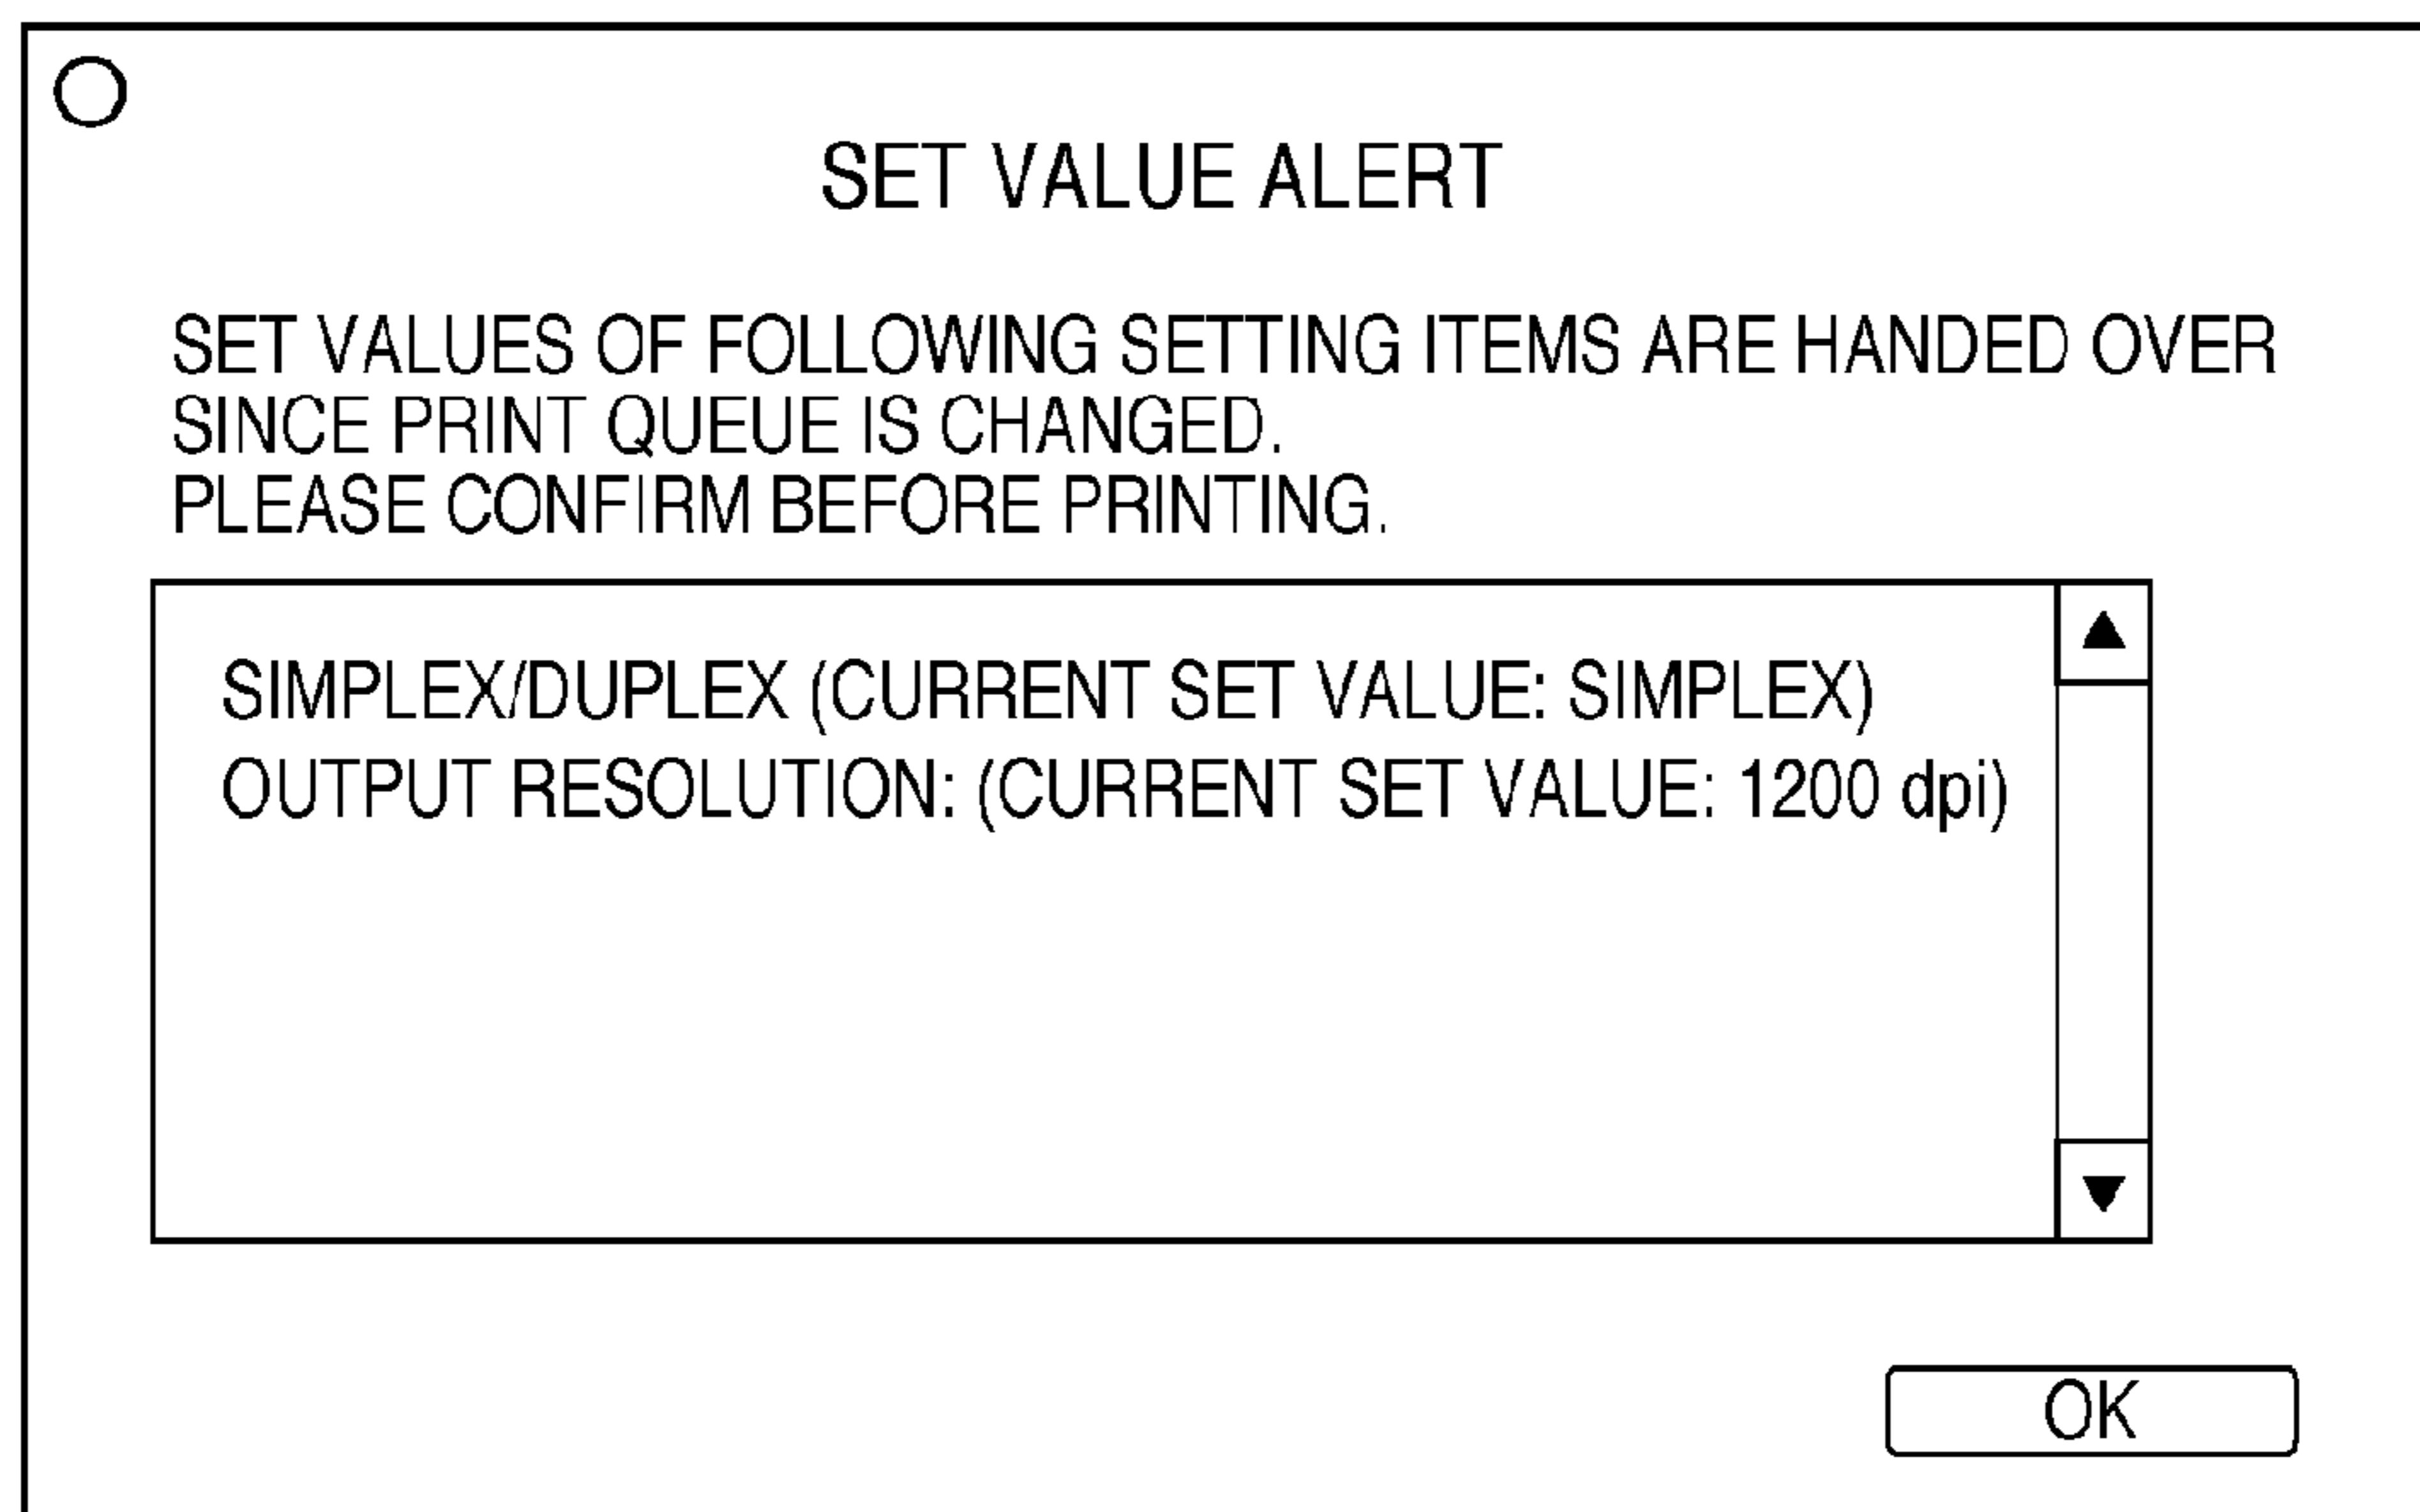 SET VALUE ALERT
SET VALUES OF FOLLOWING SETTING ITEMS ARE HANDED OVER
SINCE PRINT QUEUE IS CHANGED.
PLEASE CONFIRM BEFORE PRINTING.
SIMPLEX/DUPLEX (CURRENT SET VALUE: SIMPLEX)
OUTPUT RESOLUTION: (CURRENT SET VALUE: 1200 dpi)
OK